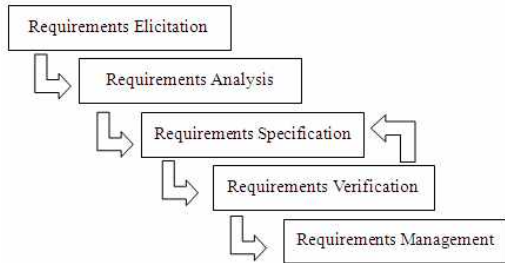 Requirements Elicitation
Requirements Analysis
Requirements Specification
Requirements Verification
Requirements Management